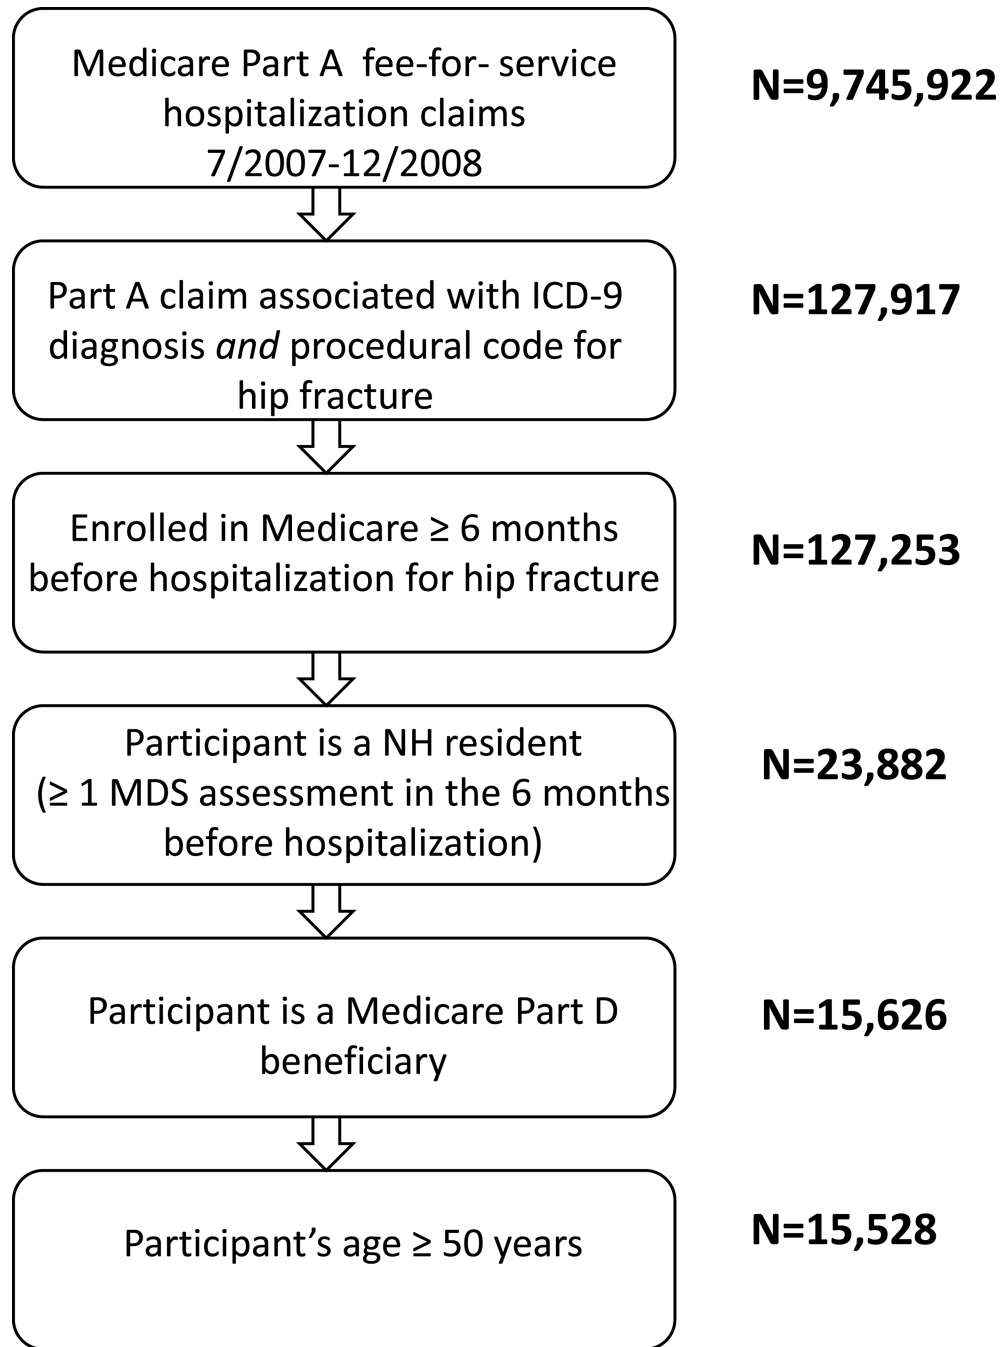 Medicare Part A  fee-for- service
hospitalization claims
7/2007-12/2008
N=9,745,922
Part A claim associated with ICD-9
diagnosis and procedural code for
hip fracture
N=127,917
Enrolled in Medicare ≥ 6 months
before hospitalization for hip fracture
N=127,253
Participant is a NH resident
(≥ 1 MDS assessment in the 6 months
before hospitalization)
N=23,882
Participant is a Medicare Part D
beneficiary
N=15,626
Participant’s age ≥ 50 years
N=15,528